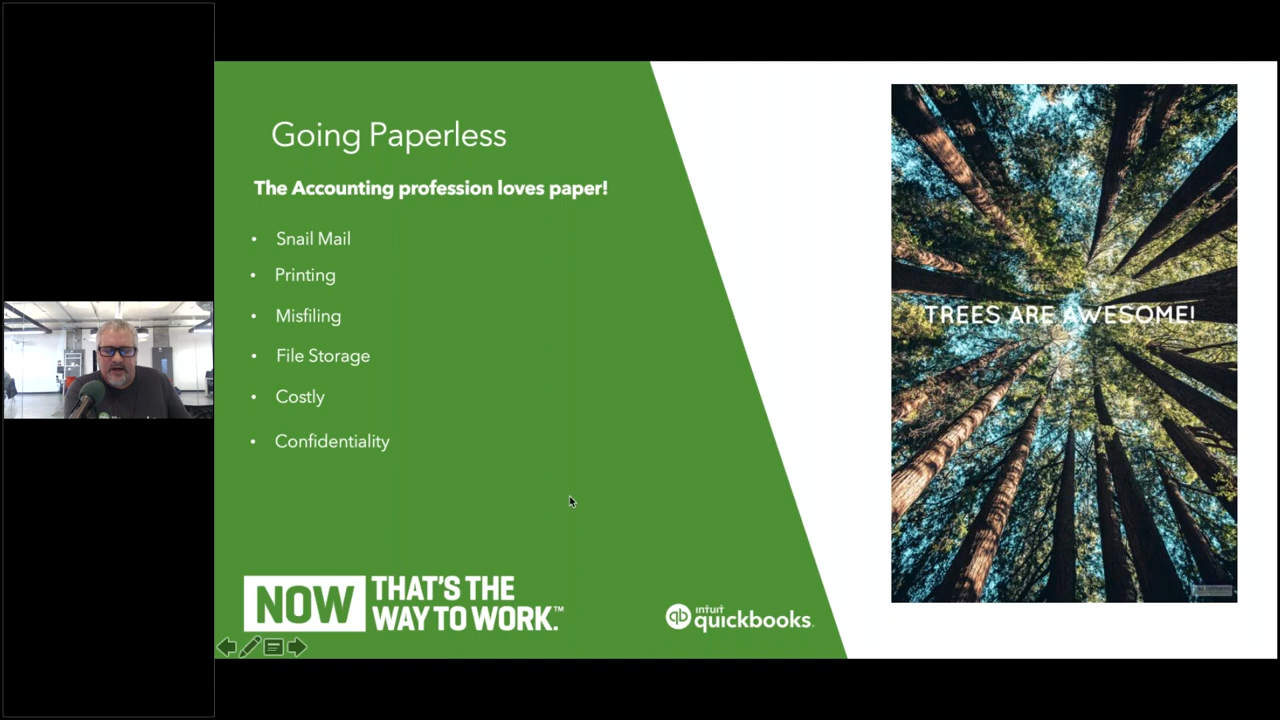 Going Paperless
The Accounting profession loves paper!
• Snail Mail
• Printing
• Misfiling
• File Storage
• Costly
• Confidentiality
TREES ARE AWESOME!
NOW
THAT'S THE
WAY TO WORK.™
qb
intuit
quickbooks.